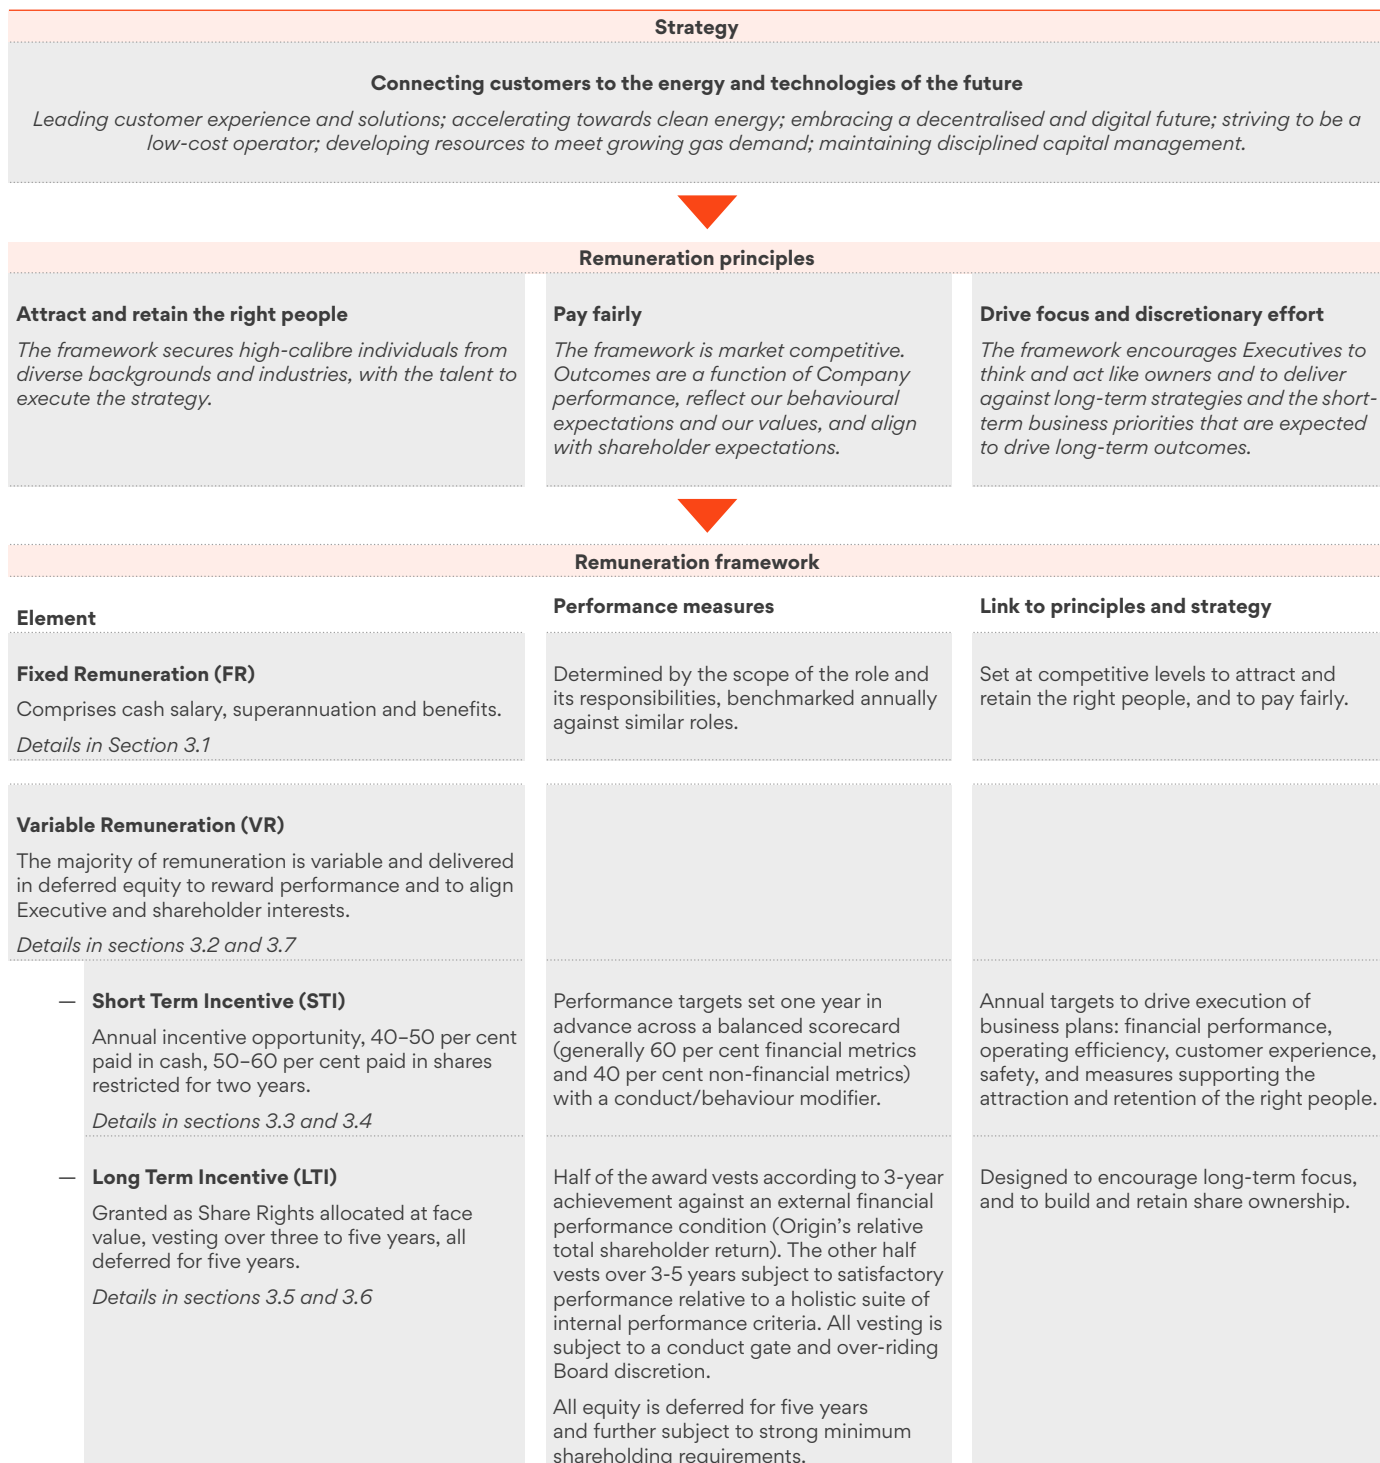 Strategy
Connecting customers to the energy and technologies of the future
Leading customer experience and solutions; accelerating towards clean energy; embracing a decentralised and digital future; striving to be a
low-cost operator; developing resources to meet growing gas demand; maintaining disciplined capital management.
Remuneration principles
Attract and retain the right people
The framework secures high-calibre individuals from
diverse backgrounds and industries, with the talent to
execute the strategy.
Pay fairly
The framework is market competitive.
Outcomes are a function of Company
performance, reflect our behavioural
expectations and our values, and align
with shareholder expectations.
Drive focus and discretionary effort
The framework encourages Executives to
think and act like owners and to deliver
against long-term strategies and the short-
term business priorities that are expected
to drive long-term outcomes.
Remuneration framework
Element
Performance measures
Link to principles and strategy
Fixed Remuneration (FR)
Comprises cash salary, superannuation and benefits.
Details in Section 3.1
Determined by the scope of the role and
its responsibilities, benchmarked annually
against similar roles.
Set at competitive levels to attract and
retain the right people, and to pay fairly.
Variable Remuneration (VR)
The majority of remuneration is variable and delivered
in deferred equity to reward performance and to align
Executive and shareholder interests.
Details in sections 3.2 and 3.7
— Short Term Incentive (STI)
Annual incentive opportunity, 40–50 per cent
paid in cash, 50–60 per cent paid in shares
restricted for two years.
Details in sections 3.3 and 3.4
Performance targets set one year in
advance across a balanced scorecard
(generally 60 per cent financial metrics
and 40 per cent non-financial metrics)
with a conduct/behaviour modifier.
Annual targets to drive execution of
business plans: financial performance,
operating efficiency, customer experience,
safety, and measures supporting the
attraction and retention of the right people.
— Long Term Incentive (LTI)
Granted as Share Rights allocated at face
value, vesting over three to five years, all
deferred for five years.
Details in sections 3.5 and 3.6
Half of the award vests according to 3-year
achievement against an external financial
performance condition (Origin's relative
total shareholder return). The other half
vests over 3-5 years subject to satisfactory
performance relative to a holistic suite of
internal performance criteria. All vesting is
subject to a conduct gate and over-riding
Board discretion.
All equity is deferred for five years
and further subject to strong minimum
shareholding requirements.
Designed to encourage long-term focus,
and to build and retain share ownership.